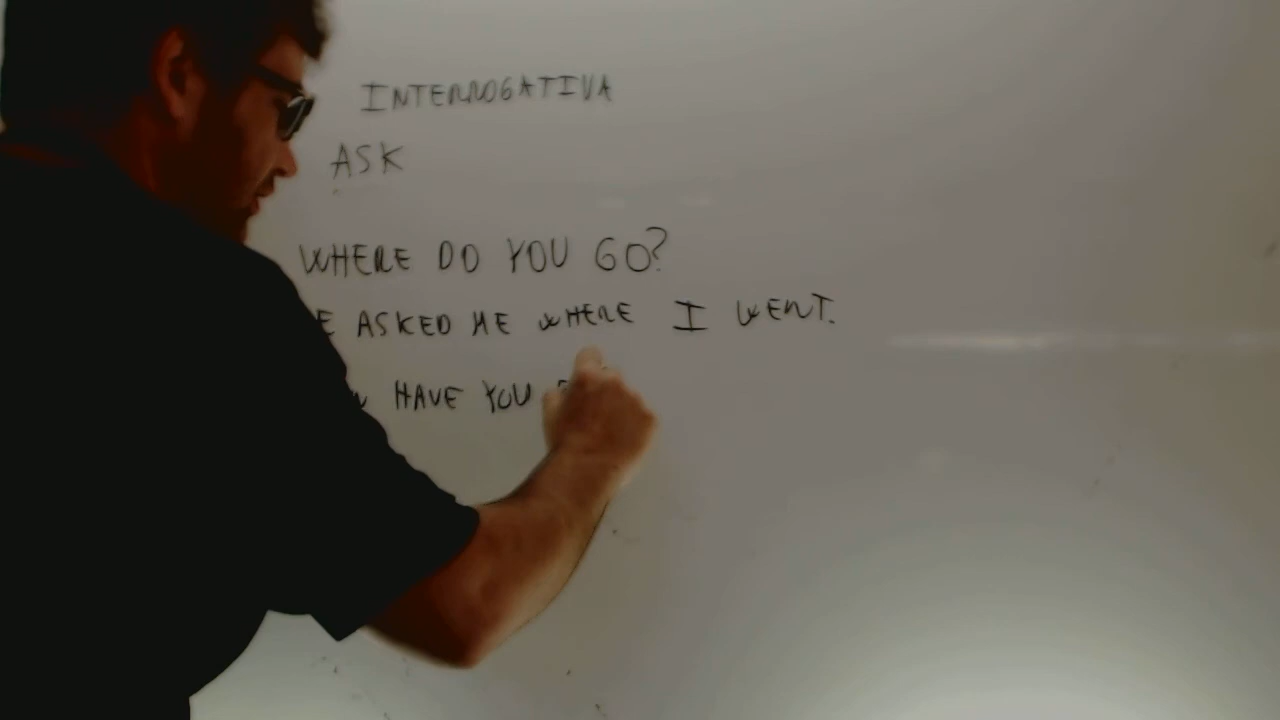 INTERROGATIVA
ASK
WHERE DO YOU GO?
E ASKED ME WHERE I WENT.
HAVE YOU